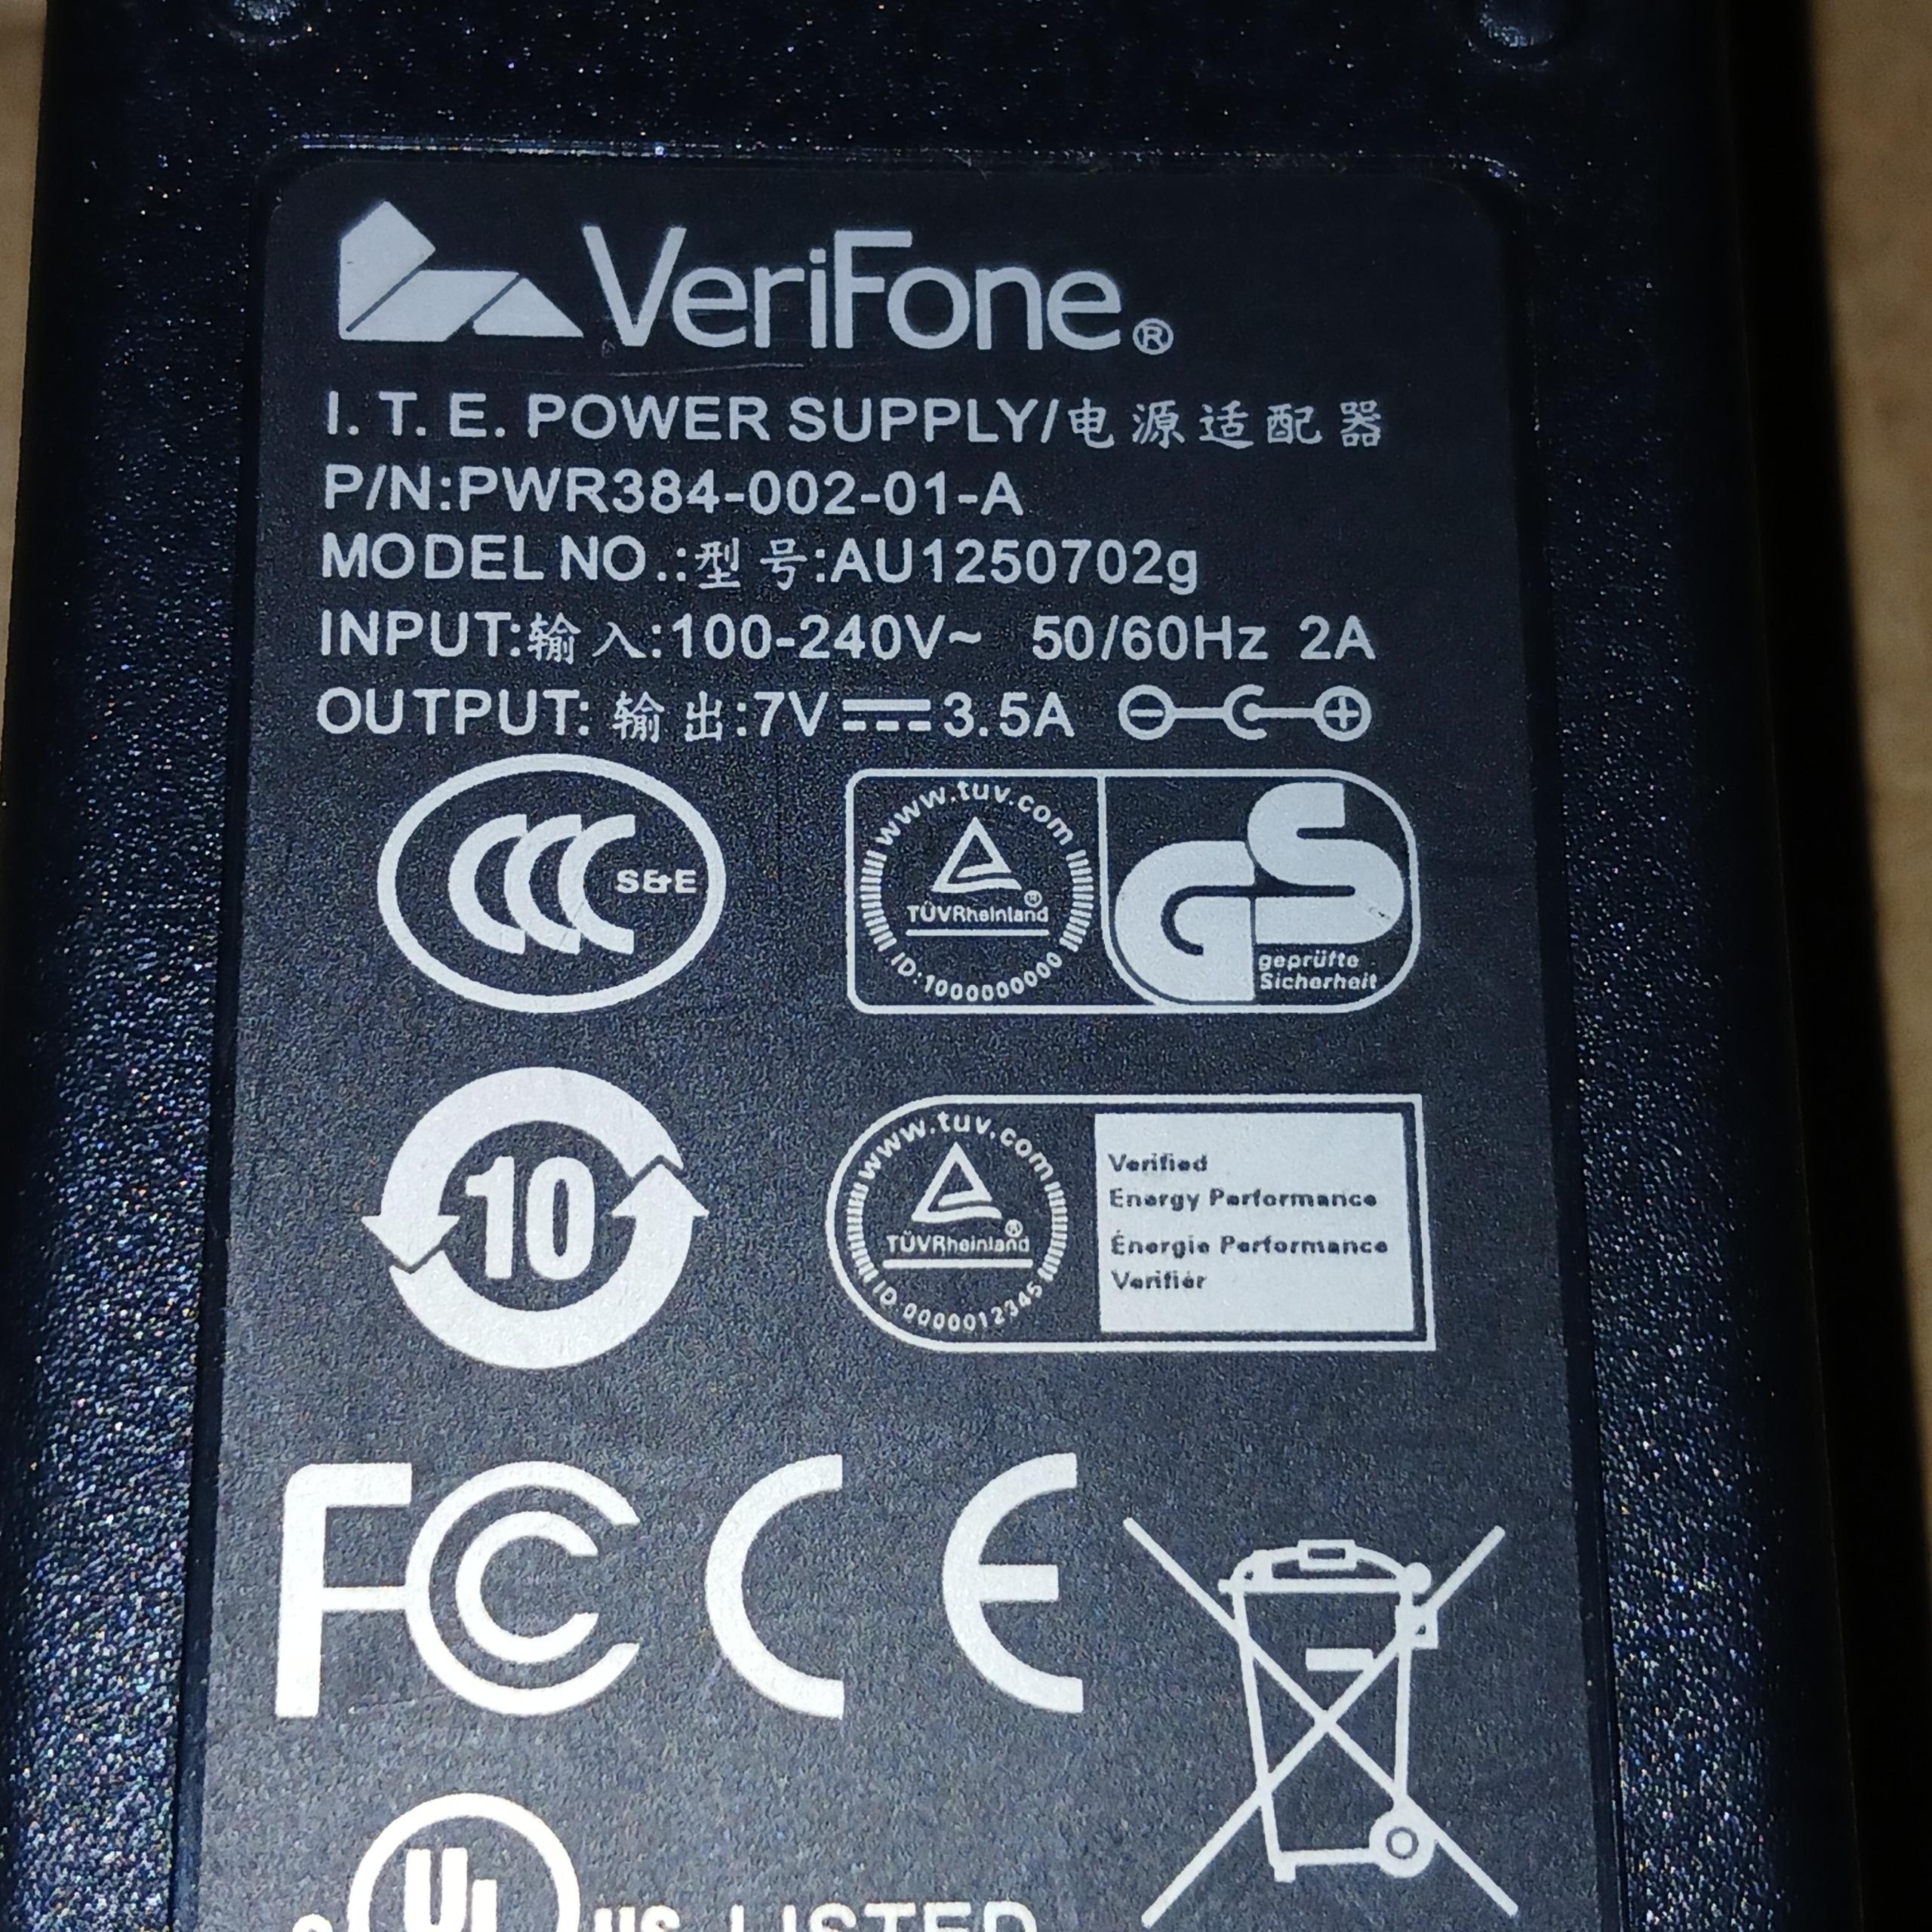 VeriFone®
I. T. E. POWER SUPPLY/电源适配器
P/N:PWR384-002-01-A
MODEL NO.:型号:AU1250702g
INPUT:输入:100-240V~ 50/60Hz 2A
OUTPUT:输出:7V⎓3.5A
CCC S&E
www.tuv.com
TÜVRheinland®
ID:1000000000
GS
geprüfte
Sicherheit
10
www.tuv.com
TÜVRheinland®
ID:0000012345
Verified
Energy Performance
Énergie Performance
Verifiér
FC CE
UL
c US LISTED